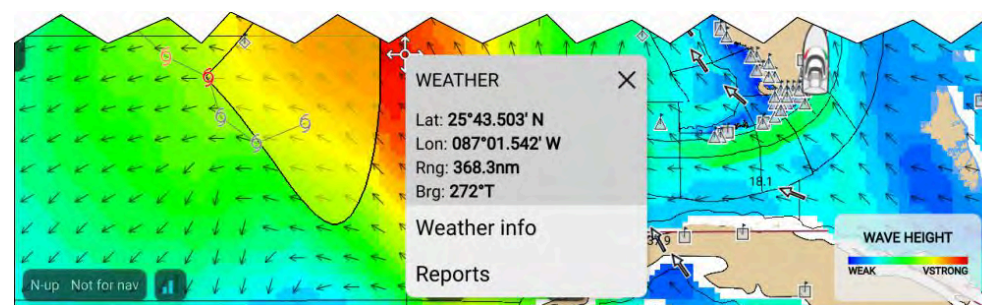 WEATHER
Lat: 25°43.503' N
Lon: 087°01.542' W
Rng: 368.3nm
Brg: 272°T
Weather info
Reports
18.1
WAVE HEIGHT
WEAK VSTRONG
N-up Not for nav